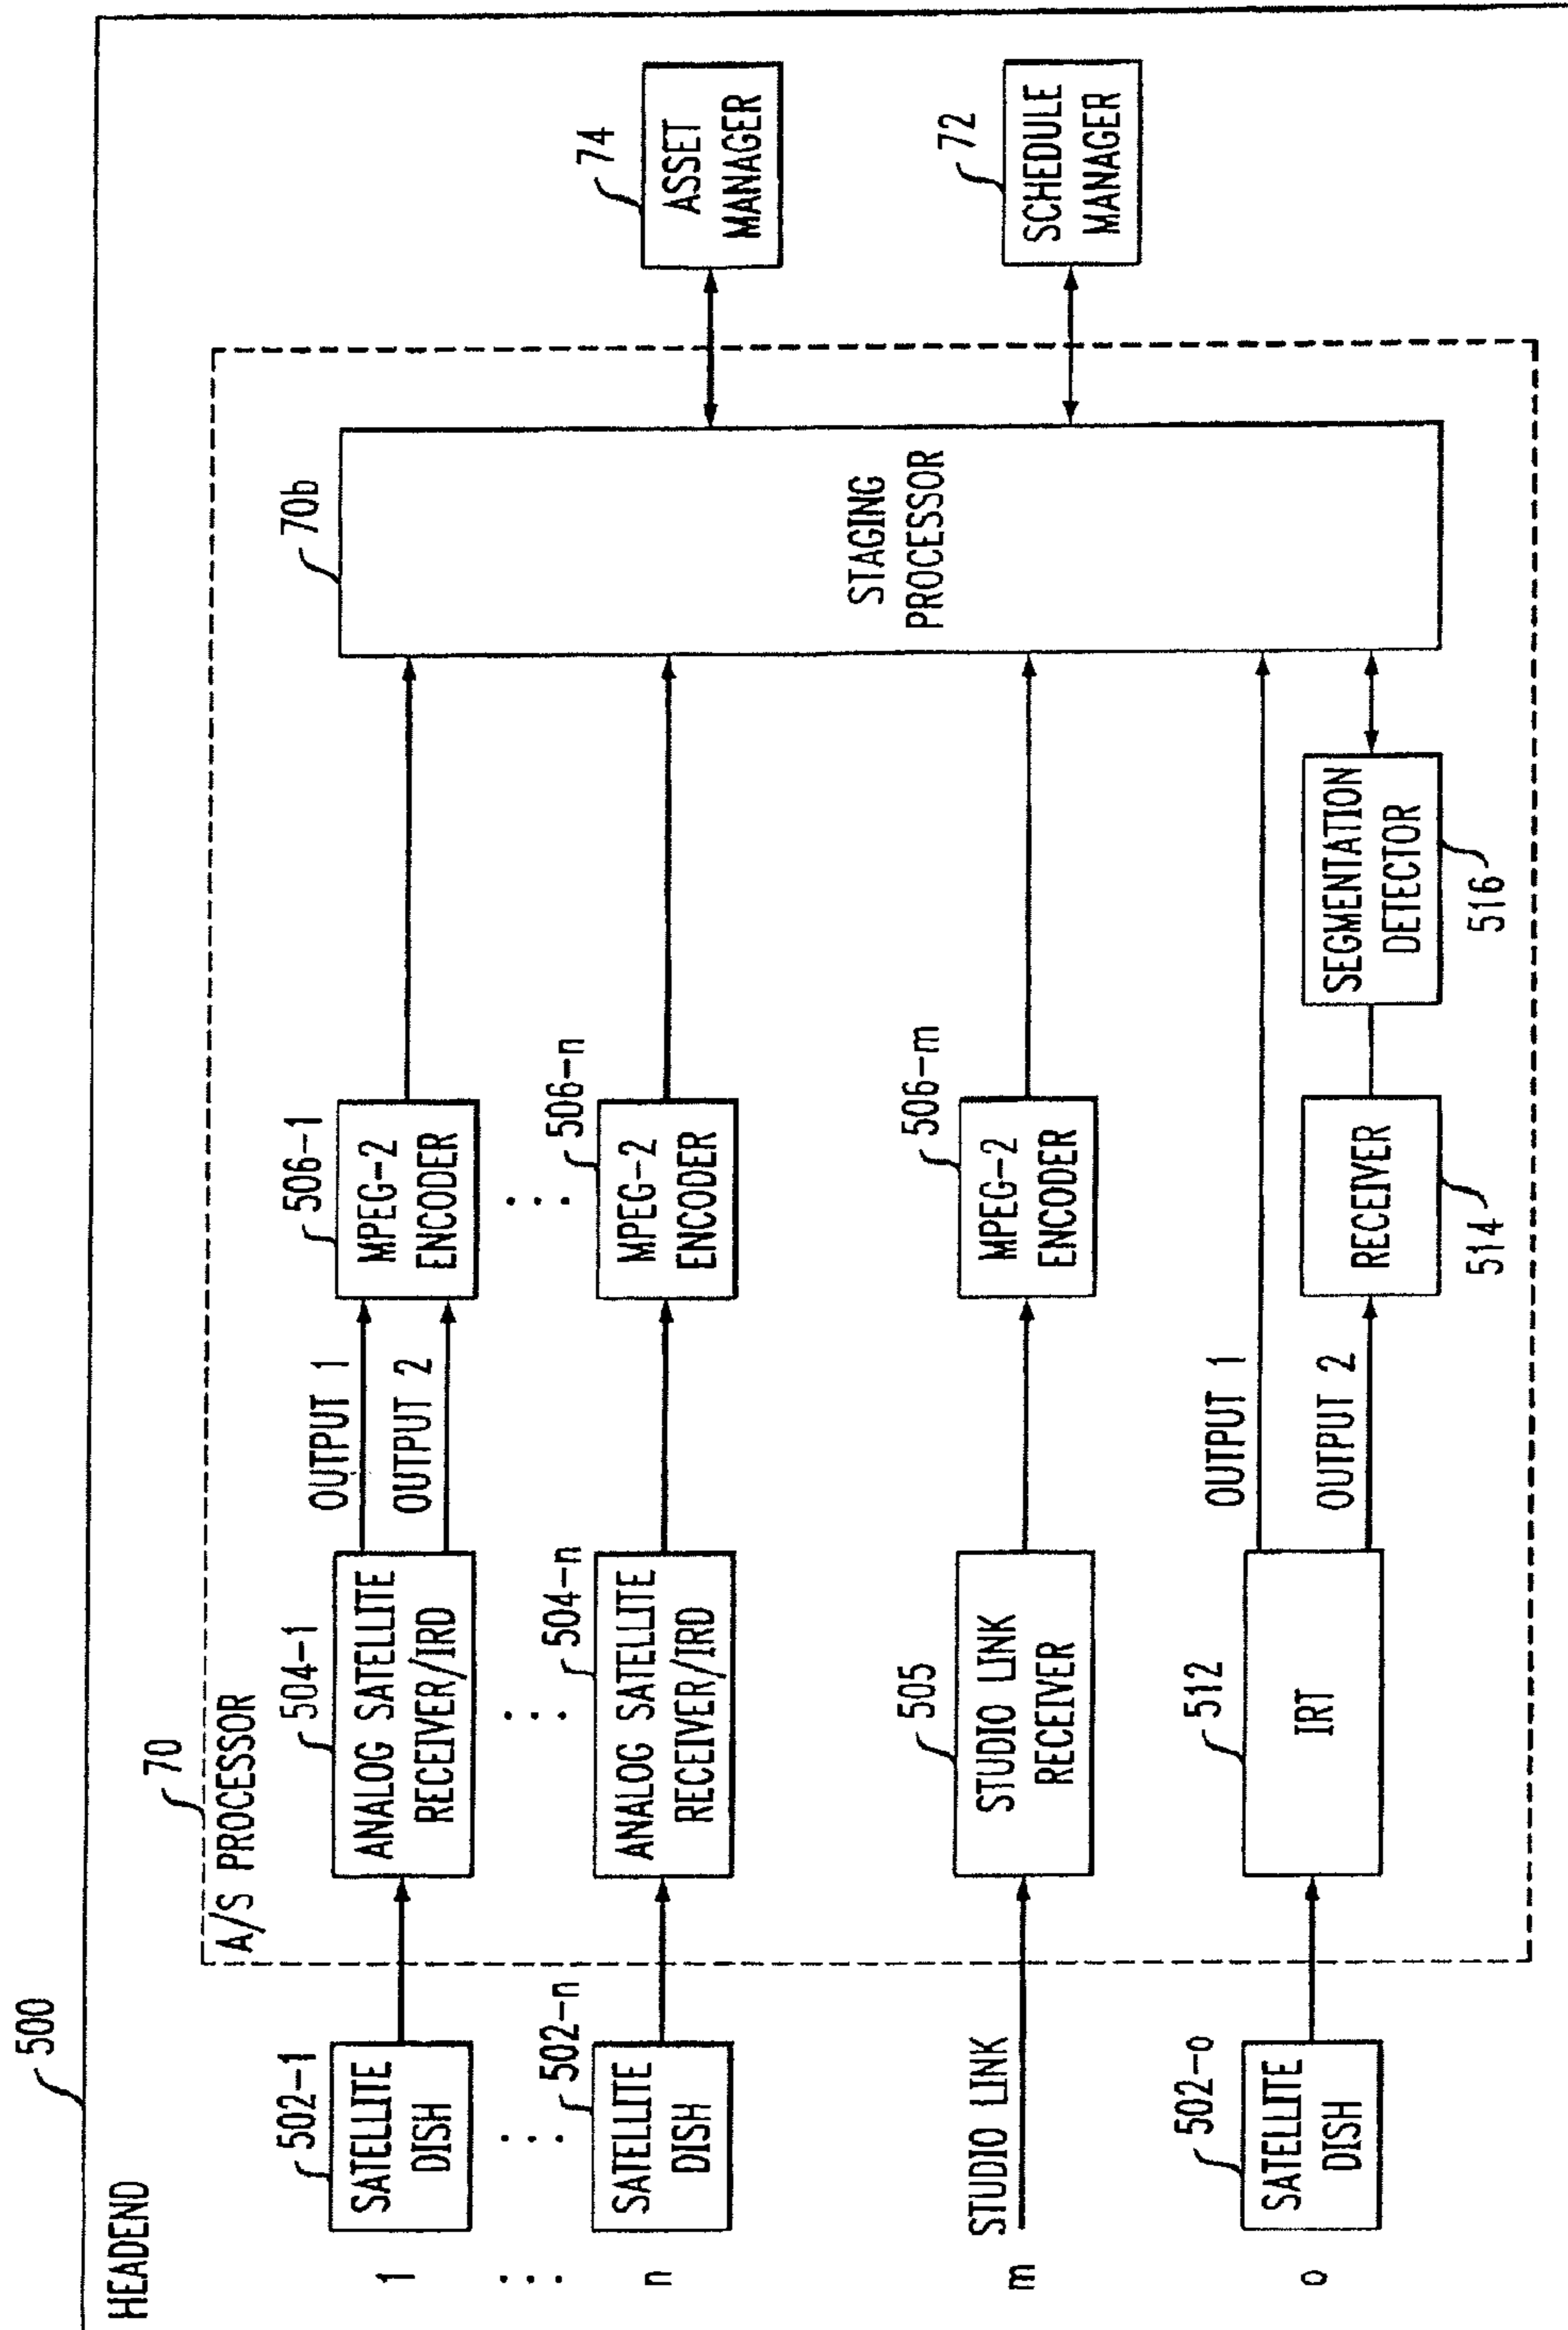 500
HEADEND
70
A/S PROCESSOR
1
502-1
SATELLITE
DISH
504-1
ANALOG SATELLITE
RECEIVER/IRD
OUTPUT 1
OUTPUT 2
506-1
MPEG-2
ENCODER
70b
STAGING
PROCESSOR
74
ASSET
MANAGER
n
502-n
SATELLITE
DISH
504-n
ANALOG SATELLITE
RECEIVER/IRD
506-n
MPEG-2
ENCODER
m
STUDIO LINK
505
STUDIO LINK
RECEIVER
506-m
MPEG-2
ENCODER
72
SCHEDULE
MANAGER
o
502-o
SATELLITE
DISH
512
IRT
OUTPUT 1
OUTPUT 2
RECEIVER
514
SEGMENTATION
DETECTOR
516